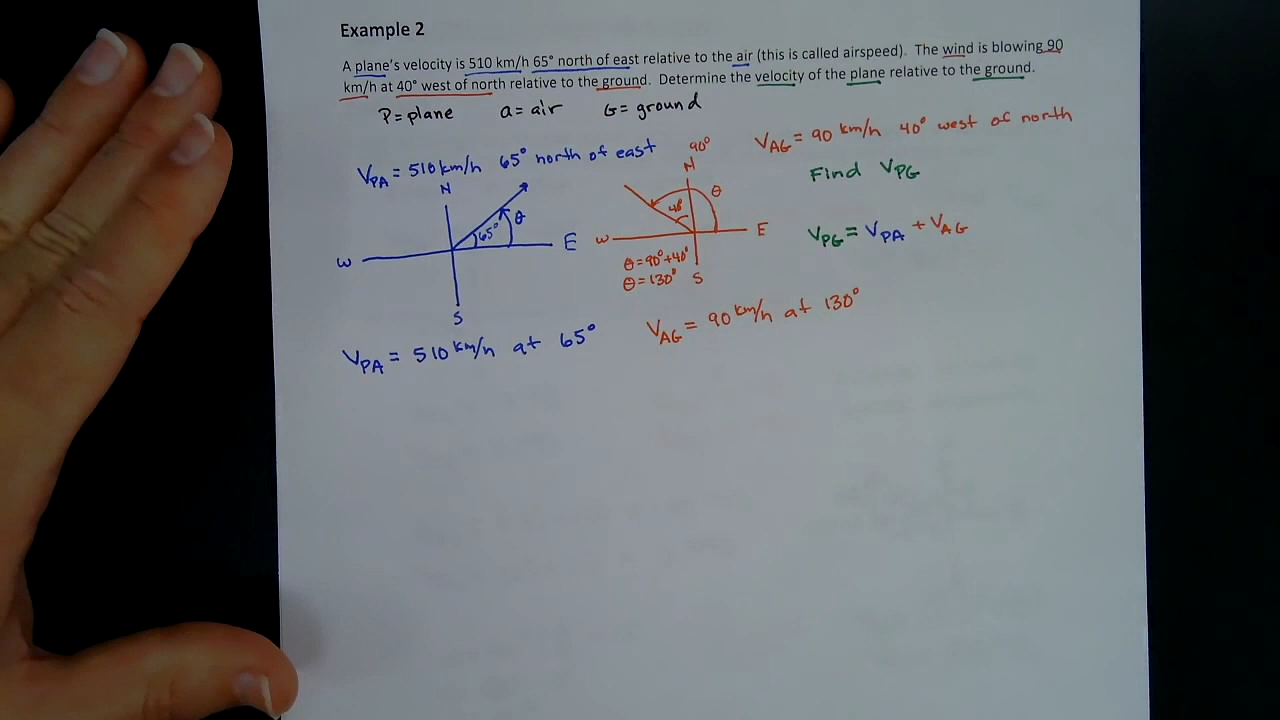 Example 2
A plane's velocity is 510 km/h 65° north of east relative to the air (this is called airspeed). The wind is blowing 90
km/h at 40° west of north relative to the ground. Determine the velocity of the plane relative to the ground.
P = plane a = air G = ground
V_PA = 510 km/h 65° north of east
V_AG = 90 km/h 40° west of north
90°
N
N
Find V_PG
θ
40°
65° θ
E
W
W
E
V_PG = V_PA + V_AG
θ = 90° + 40°
θ = 130°
S
S
V_PA = 510 km/h at 65°
V_AG = 90 km/h at 130°